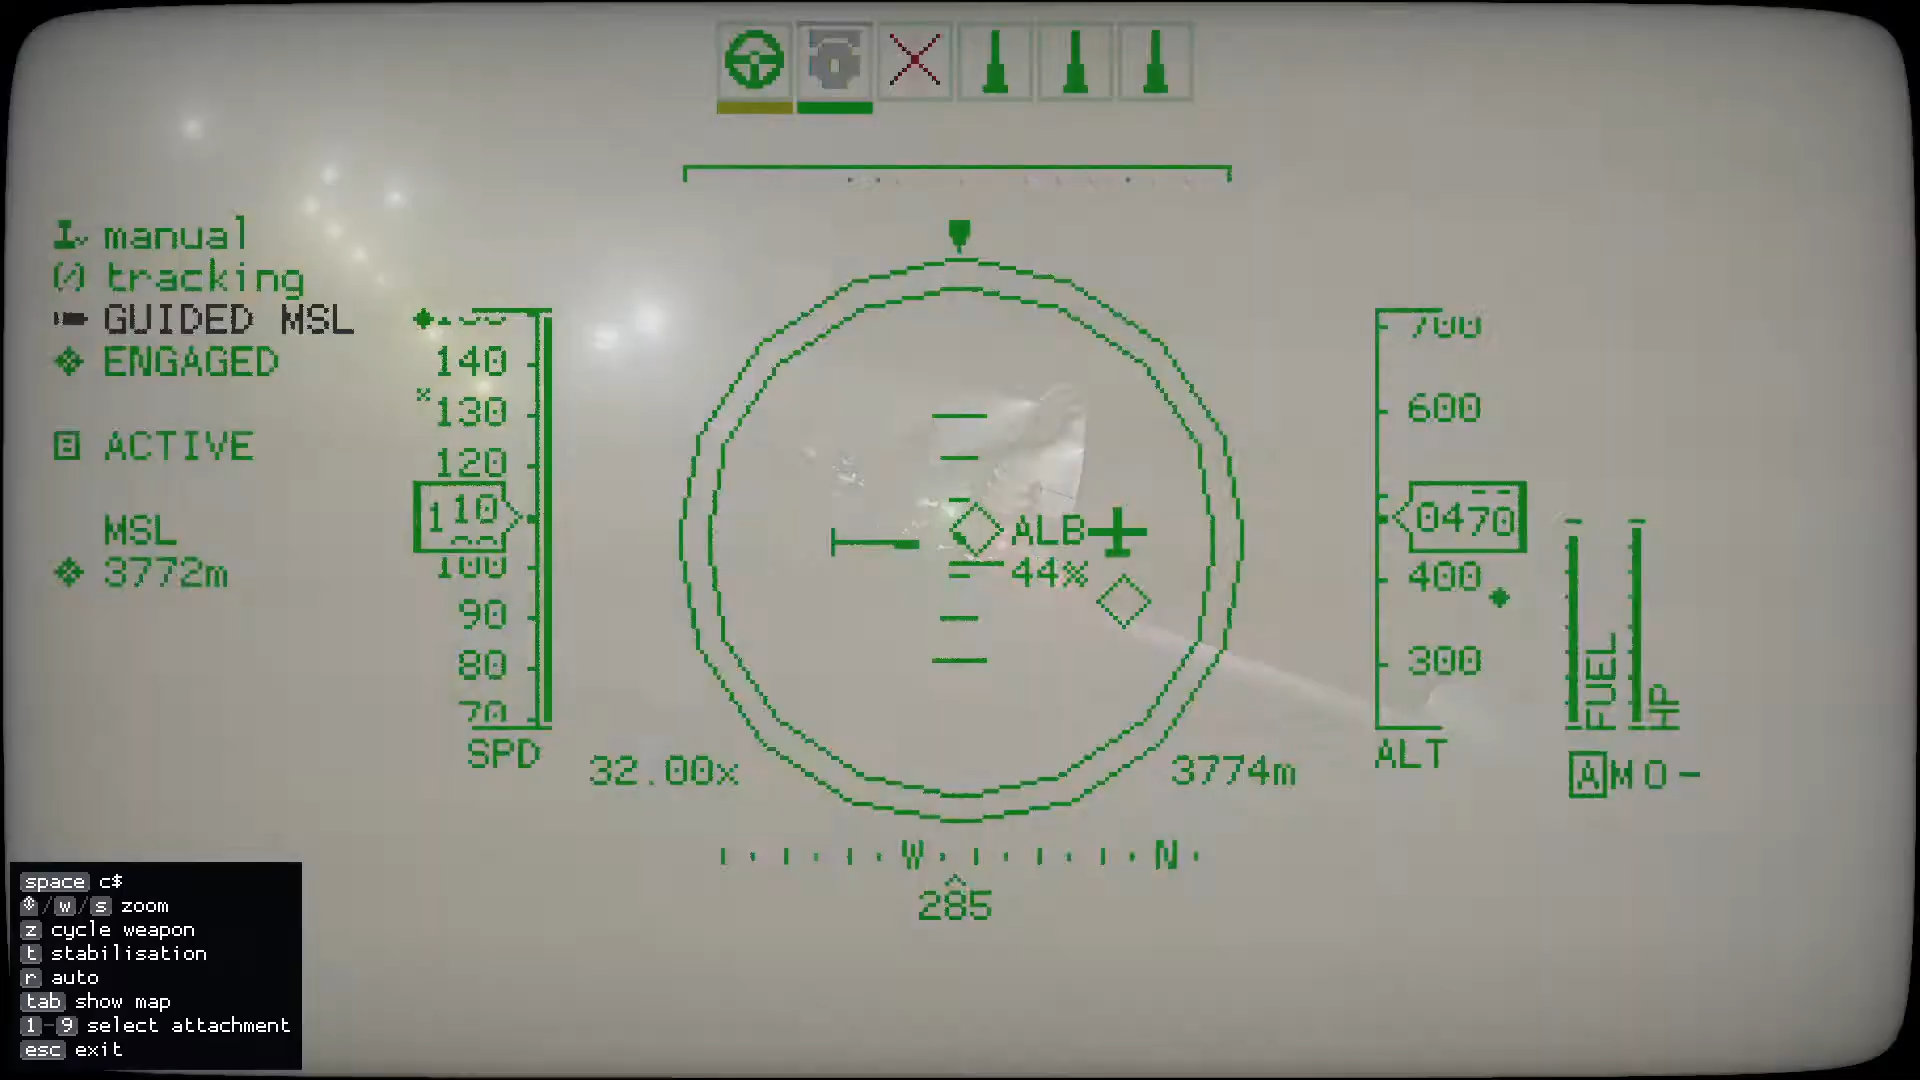 manual
tracking
GUIDED MSL
ENGAGED
ACTIVE
MSL
3772m
140
130
120
110
100
90
80
70
SPD
32.00x
ALB
44%
3774m
W N
285
700
600
0470
400
300
ALT
FUEL
HP
A M O -
space c$
/ w / s zoom
z cycle weapon
t stabilisation
r auto
tab show map
1 - 9 select attachment
esc exit